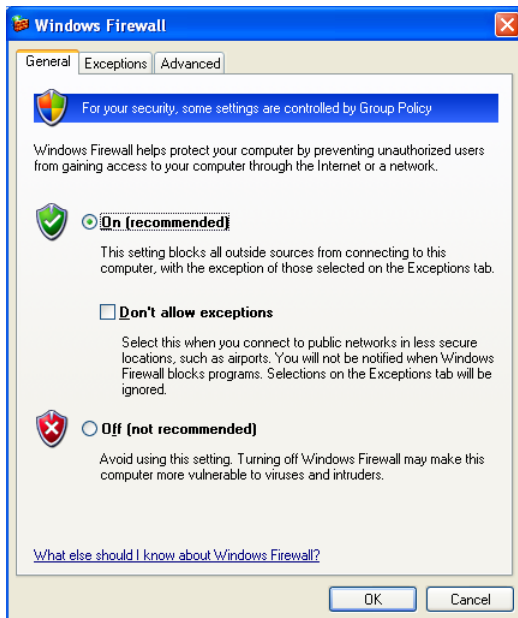 Windows Firewall
General Exceptions Advanced
For your security, some settings are controlled by Group Policy
Windows Firewall helps protect your computer by preventing unauthorized users
from gaining access to your computer through the Internet or a network.
On (recommended)
This setting blocks all outside sources from connecting to this
computer, with the exception of those selected on the Exceptions tab.
Don't allow exceptions
Select this when you connect to public networks in less secure
locations, such as airports. You will not be notified when Windows
Firewall blocks programs. Selections on the Exceptions tab will be
ignored.
Off (not recommended)
Avoid using this setting. Turning off Windows Firewall may make this
computer more vulnerable to viruses and intruders.
What else should I know about Windows Firewall?
OK Cancel